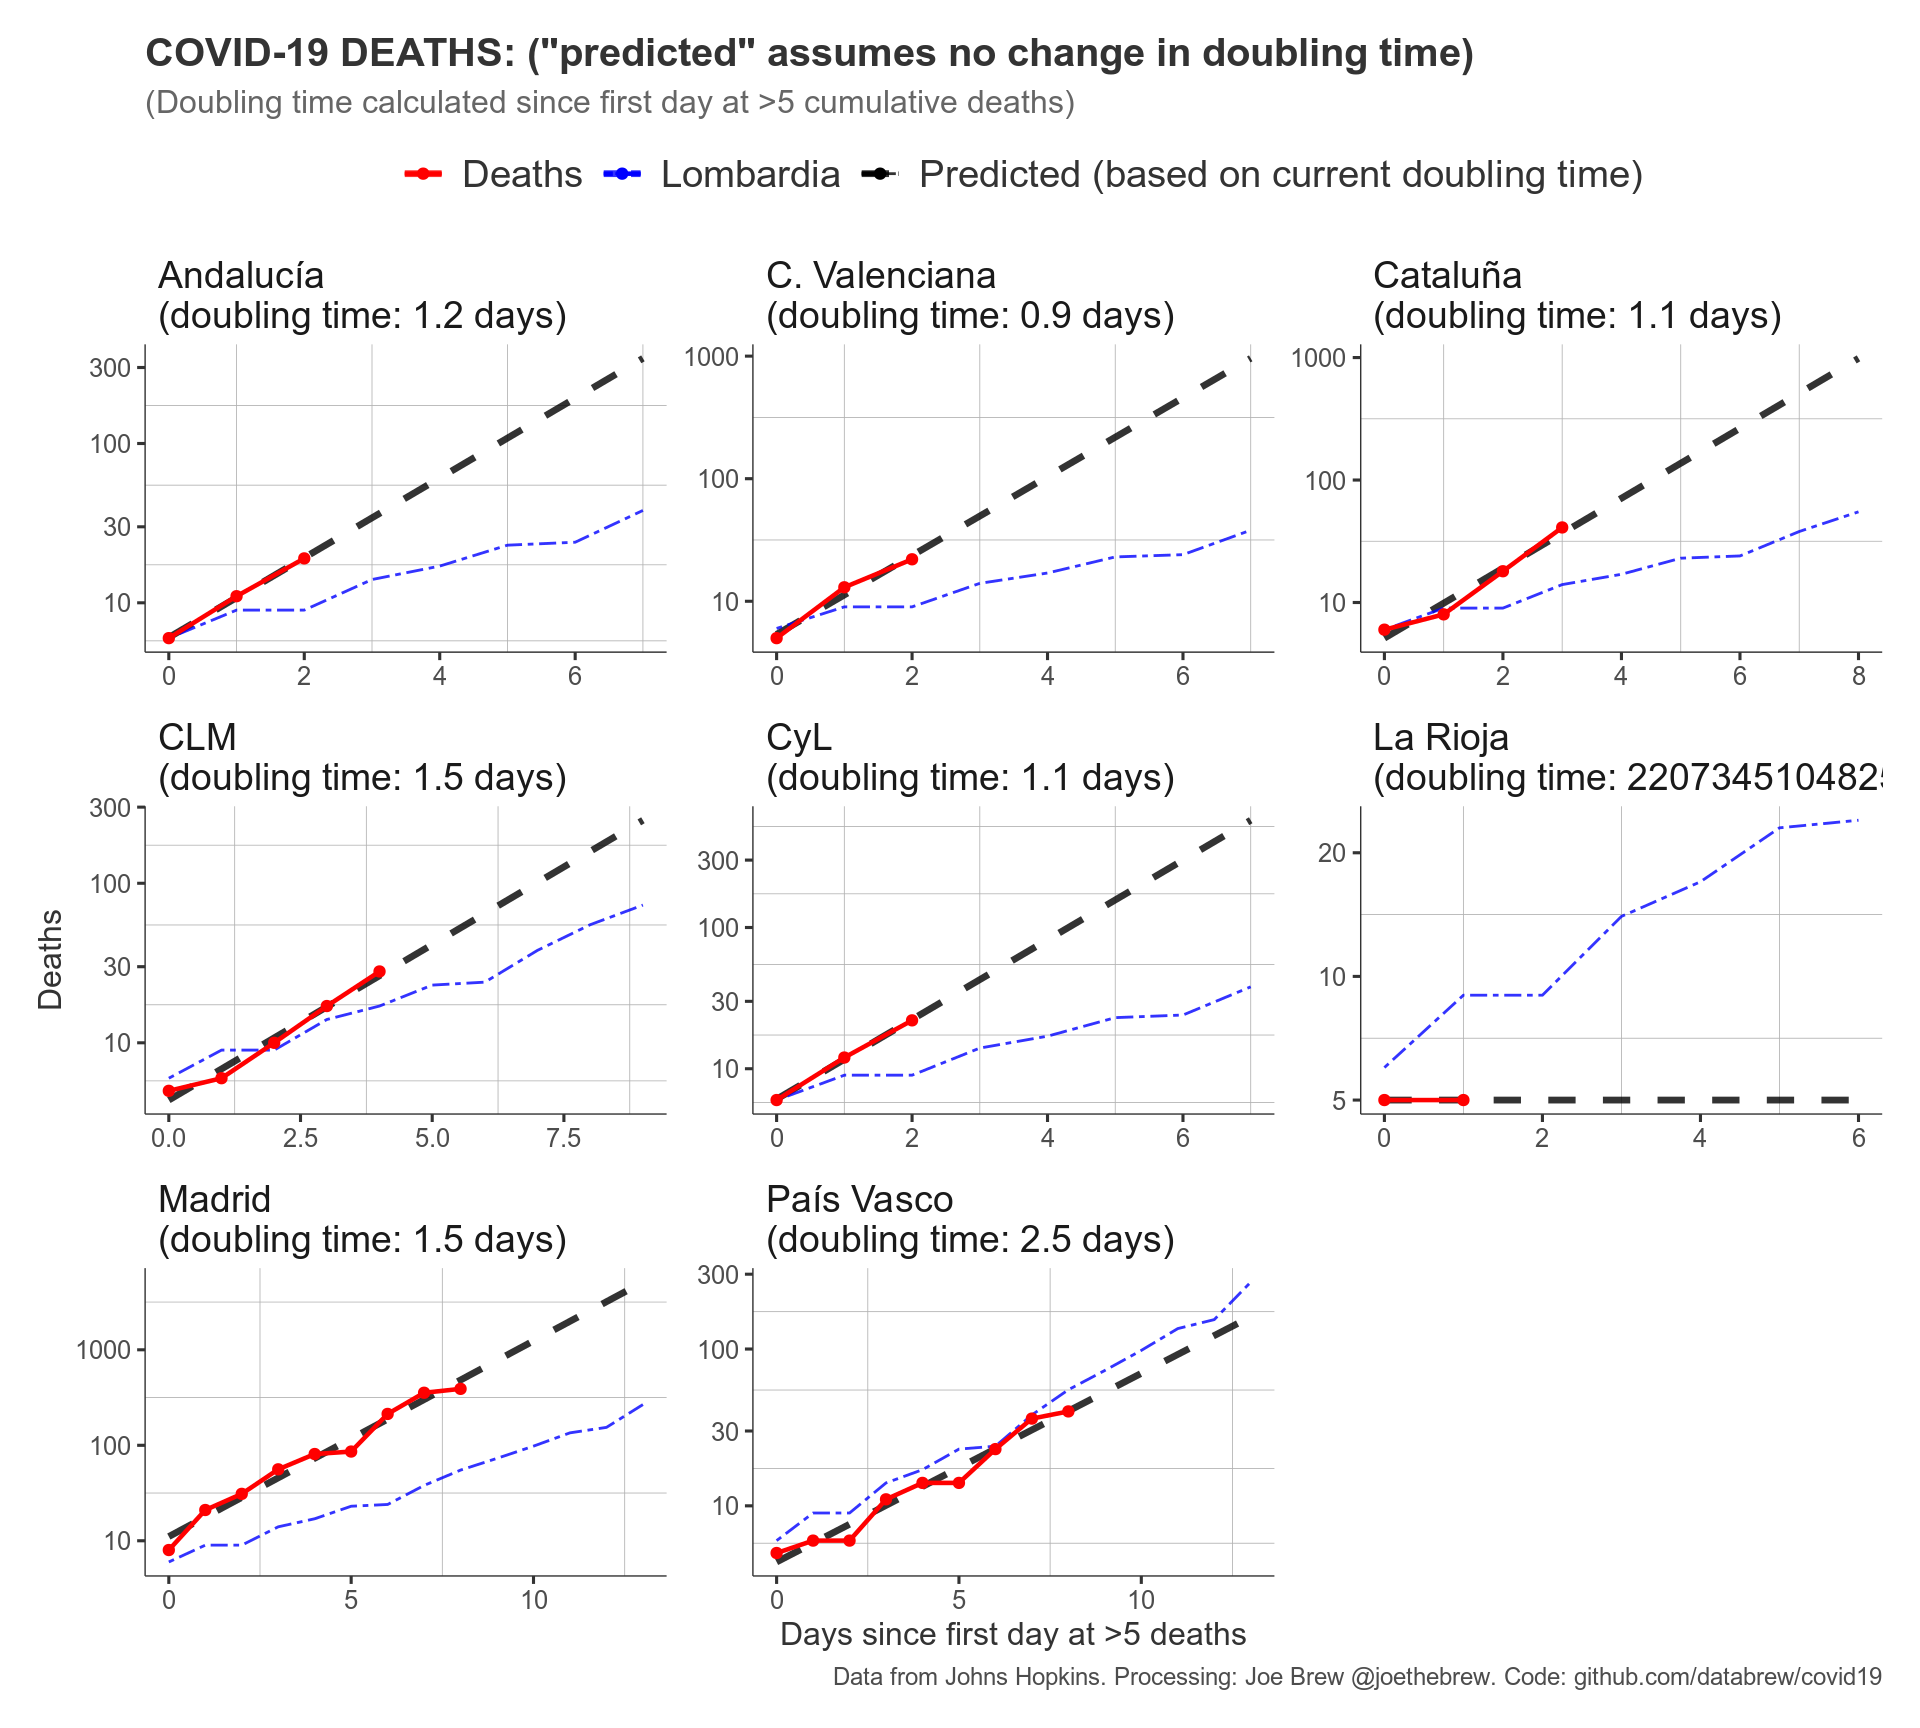 COVID-19 DEATHS: ("predicted" assumes no change in doubling time)
(Doubling time calculated since first day at >5 cumulative deaths)
Deaths Lombardia Predicted (based on current doubling time)
Andalucía
(doubling time: 1.2 days)
300
100
30
10
0 2 4 6
C. Valenciana
(doubling time: 0.9 days)
1000
100
10
0 2 4 6
Cataluña
(doubling time: 1.1 days)
1000
100
10
0 2 4 6 8
Deaths
CLM
(doubling time: 1.5 days)
300
100
30
10
0.0 2.5 5.0 7.5
CyL
(doubling time: 1.1 days)
300
100
30
10
0 2 4 6
La Rioja
(doubling time: 2207345104825
20
10
5
0 2 4 6
Madrid
(doubling time: 1.5 days)
1000
100
10
0 5 10
País Vasco
(doubling time: 2.5 days)
300
100
30
10
0 5 10
Days since first day at >5 deaths
Data from Johns Hopkins. Processing: Joe Brew @joethebrew. Code: github.com/databrew/covid19